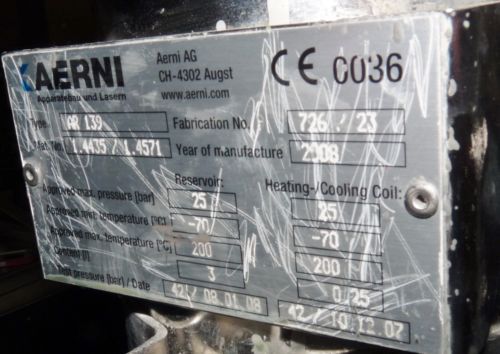 AERNI
Apparatebau und Lasern
Aerni AG
CH-4302 Augst
www.aerni.com
CE 0036
Type AR 139 Fabrication No. 726 / 23
Mat. No. 1.4435 / 1.4571 Year of manufacture 2008
Reservoir: Heating-/Cooling Coil:
Approved max. pressure [bar] 25 25
Approved min. temperature [°C] -70 -70
Approved max. temperature [°C] 200 200
Content [l] 3 0.25
Test pressure [bar] / Date 42 / 08.01.08 42 / 10.12.07